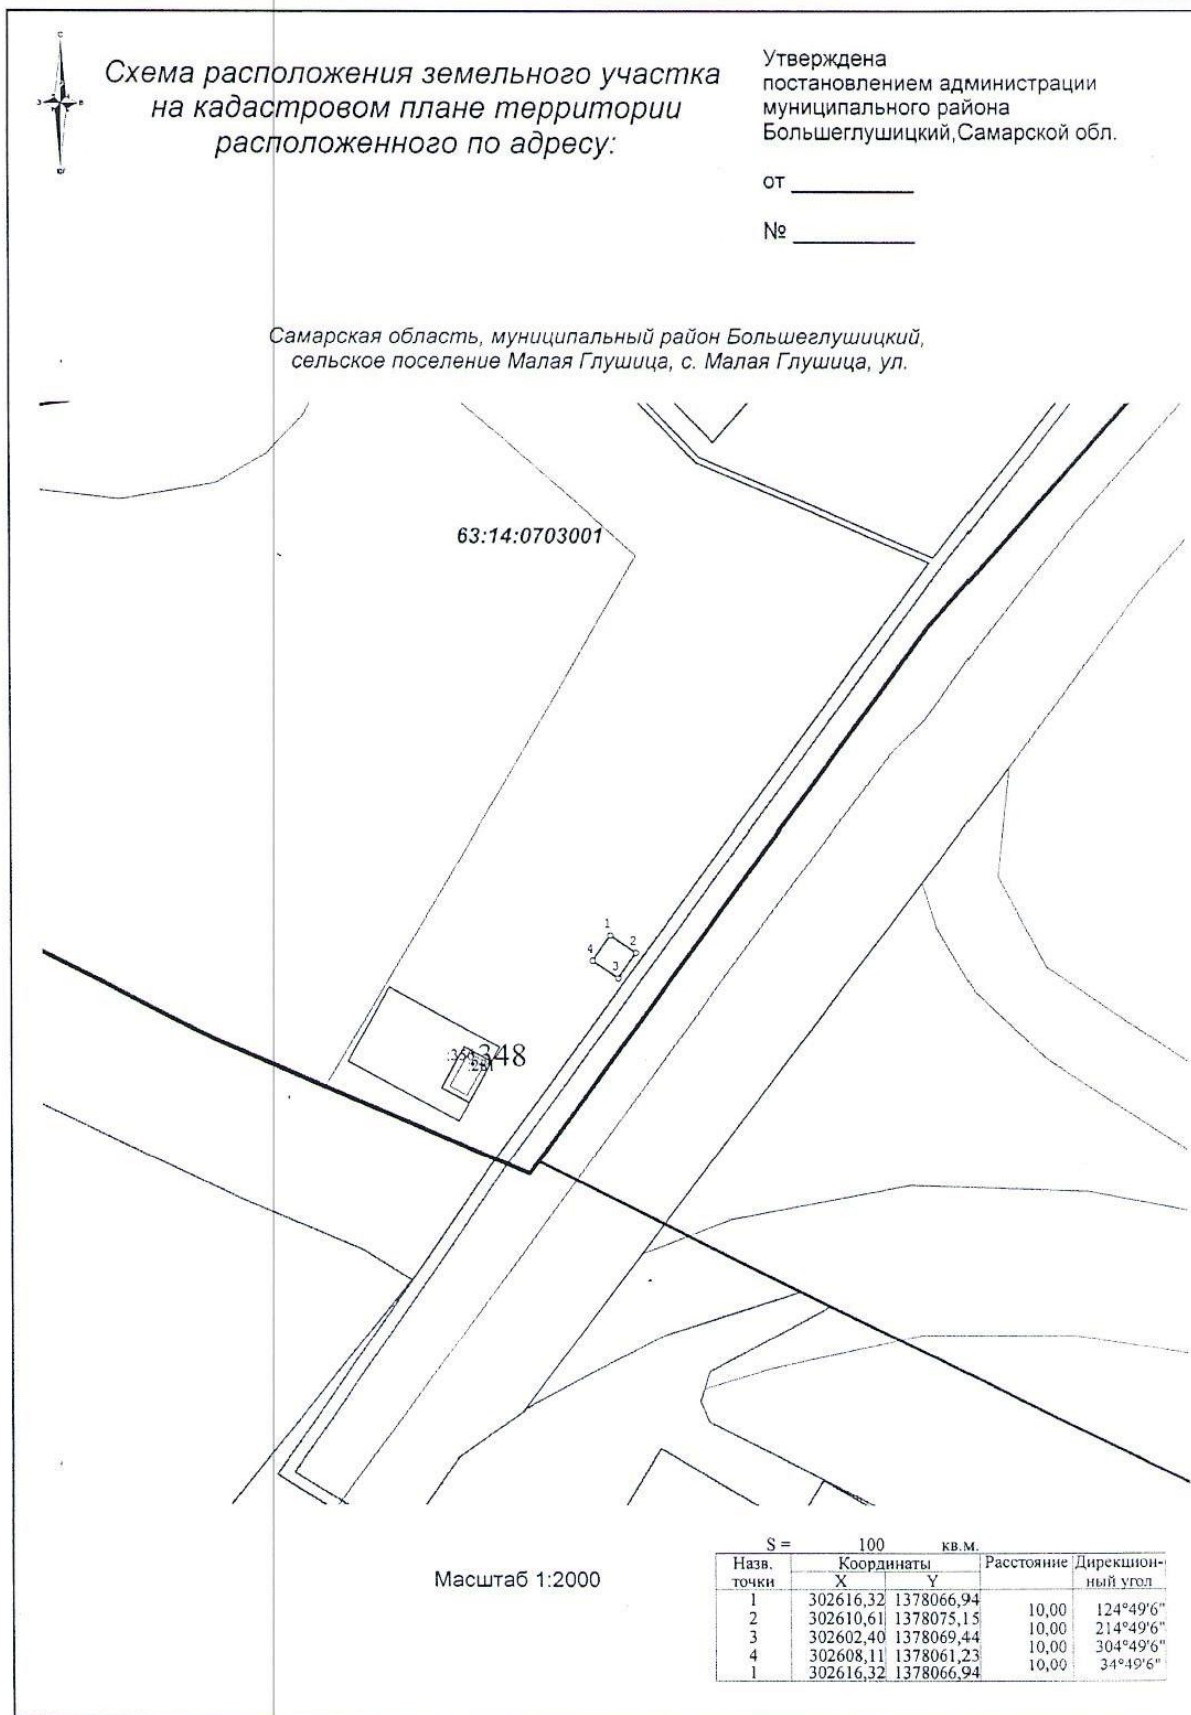 С
З В
Ю
Схема расположения земельного участка
на кадастровом плане территории
расположенного по адресу:
Утверждена
постановлением администрации
муниципального района
Большеглушицкий,Самарской обл.
от
№
Самарская область, муниципальный район Большеглушицкий,
сельское поселение Малая Глушица, с. Малая Глушица, ул.
63:14:0703001
1
2
4
3
348
Масштаб 1:2000
S = 100 кв.м.
Назв. Координаты Расстояние Дирекцион-
точки X Y ный угол
1 302616,32 1378066,94
10,00 124°49'6"
2 302610,61 1378075,15
10,00 214°49'6"
3 302602,40 1378069,44
10,00 304°49'6"
4 302608,11 1378061,23
10,00 34°49'6"
1 302616,32 1378066,94